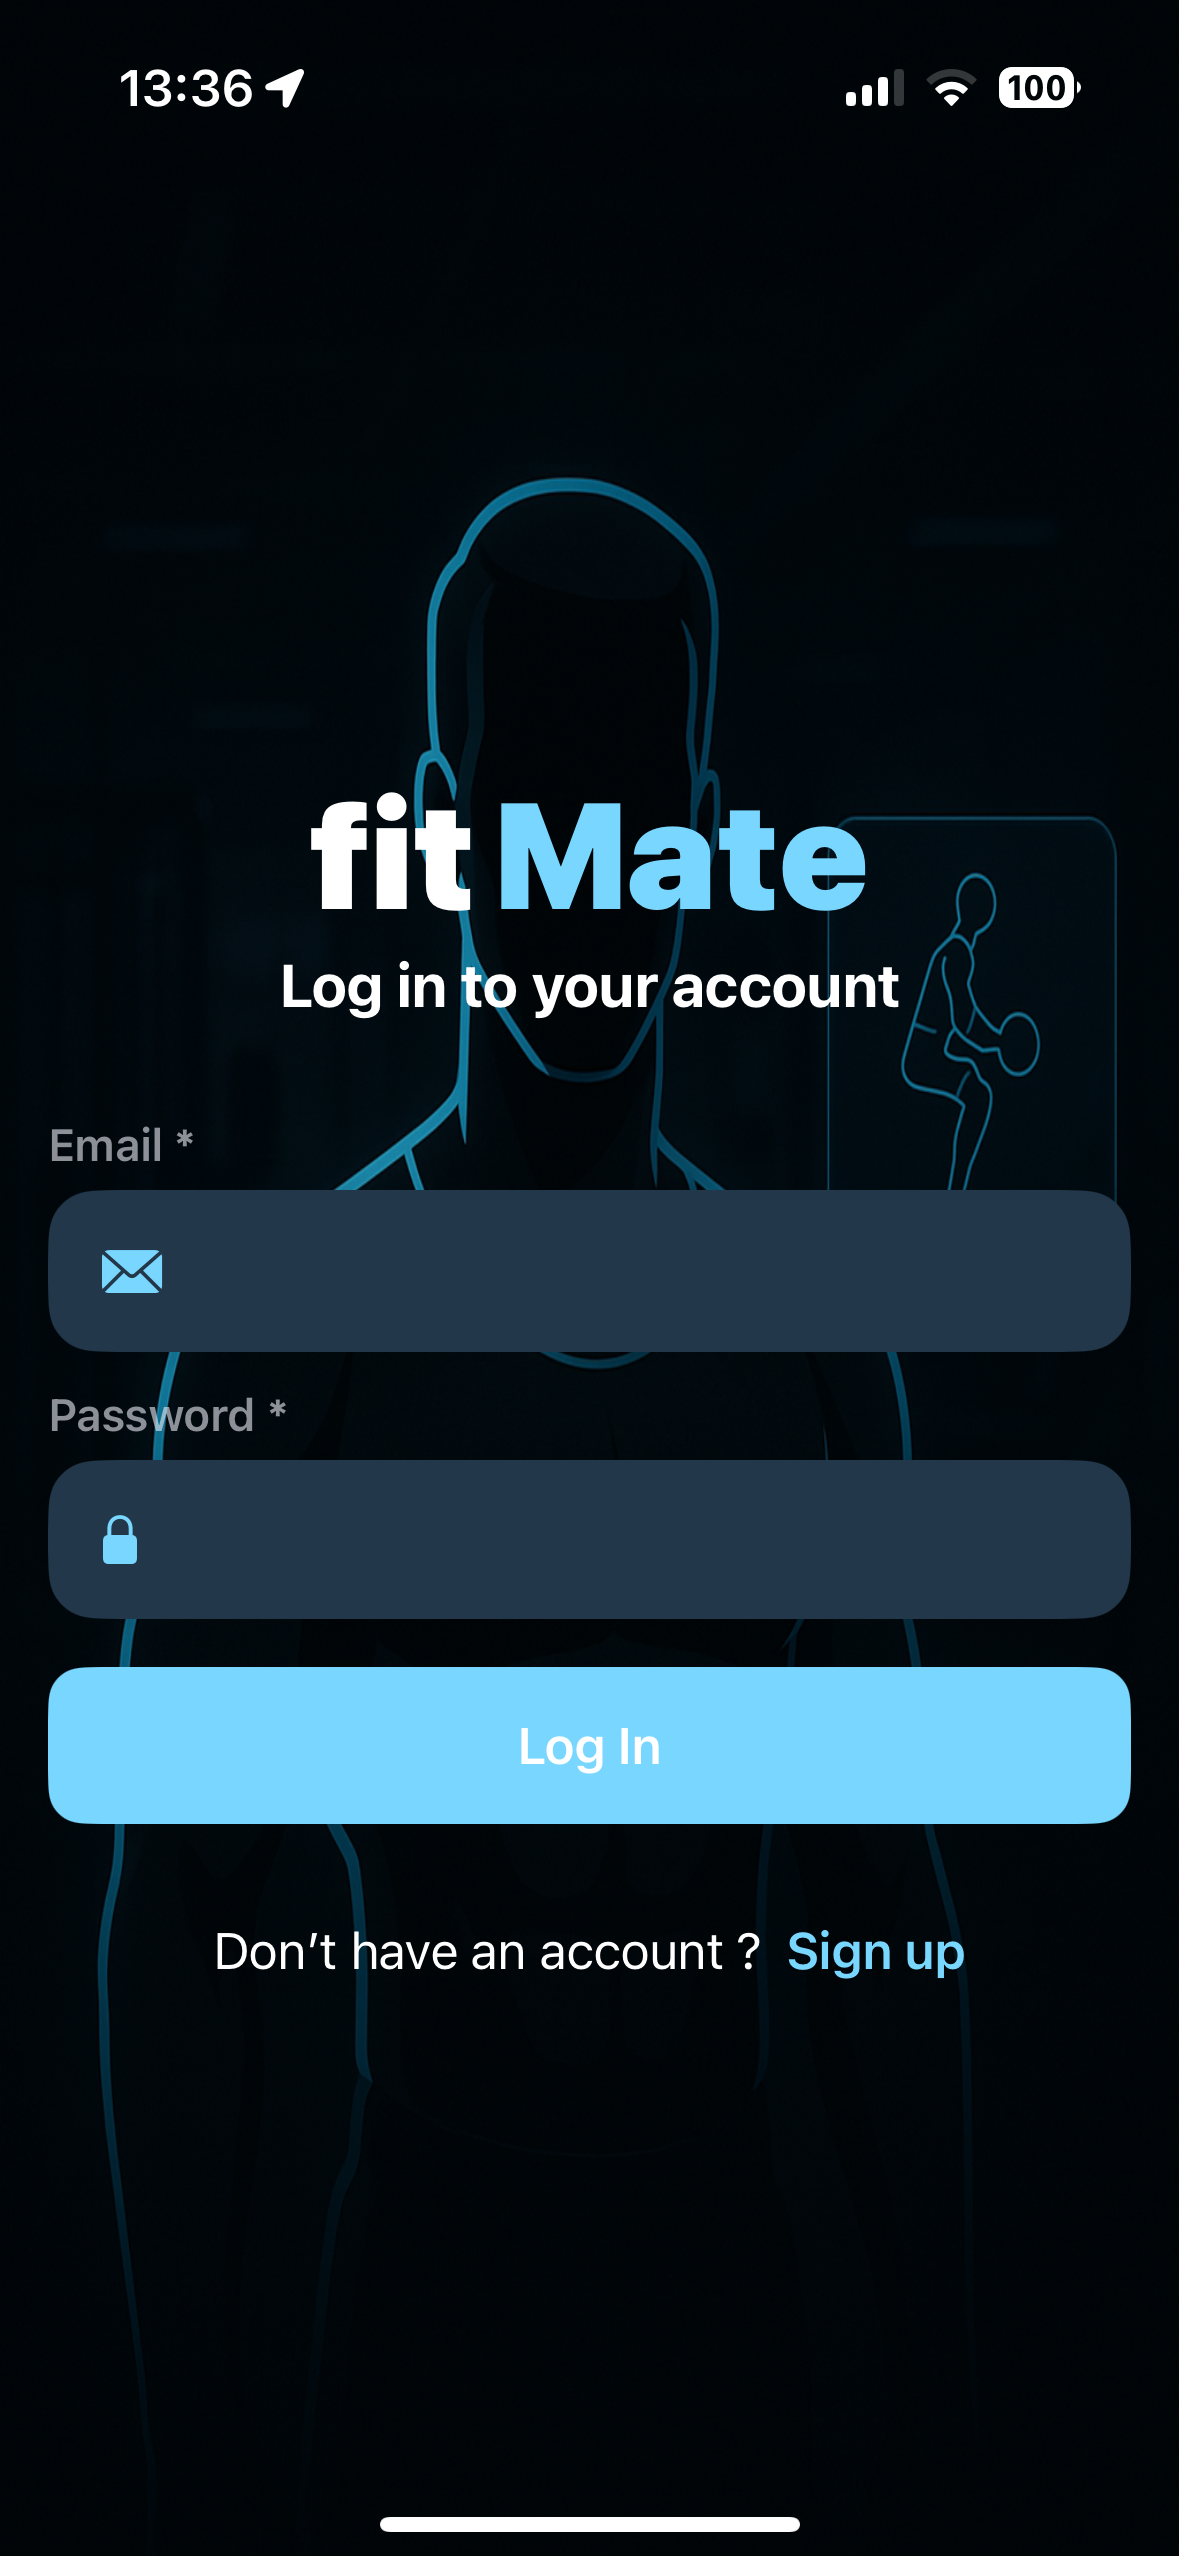 13:36
100
fit Mate
Log in to your account
Email *
Password *
Log In
Don’t have an account ? Sign up